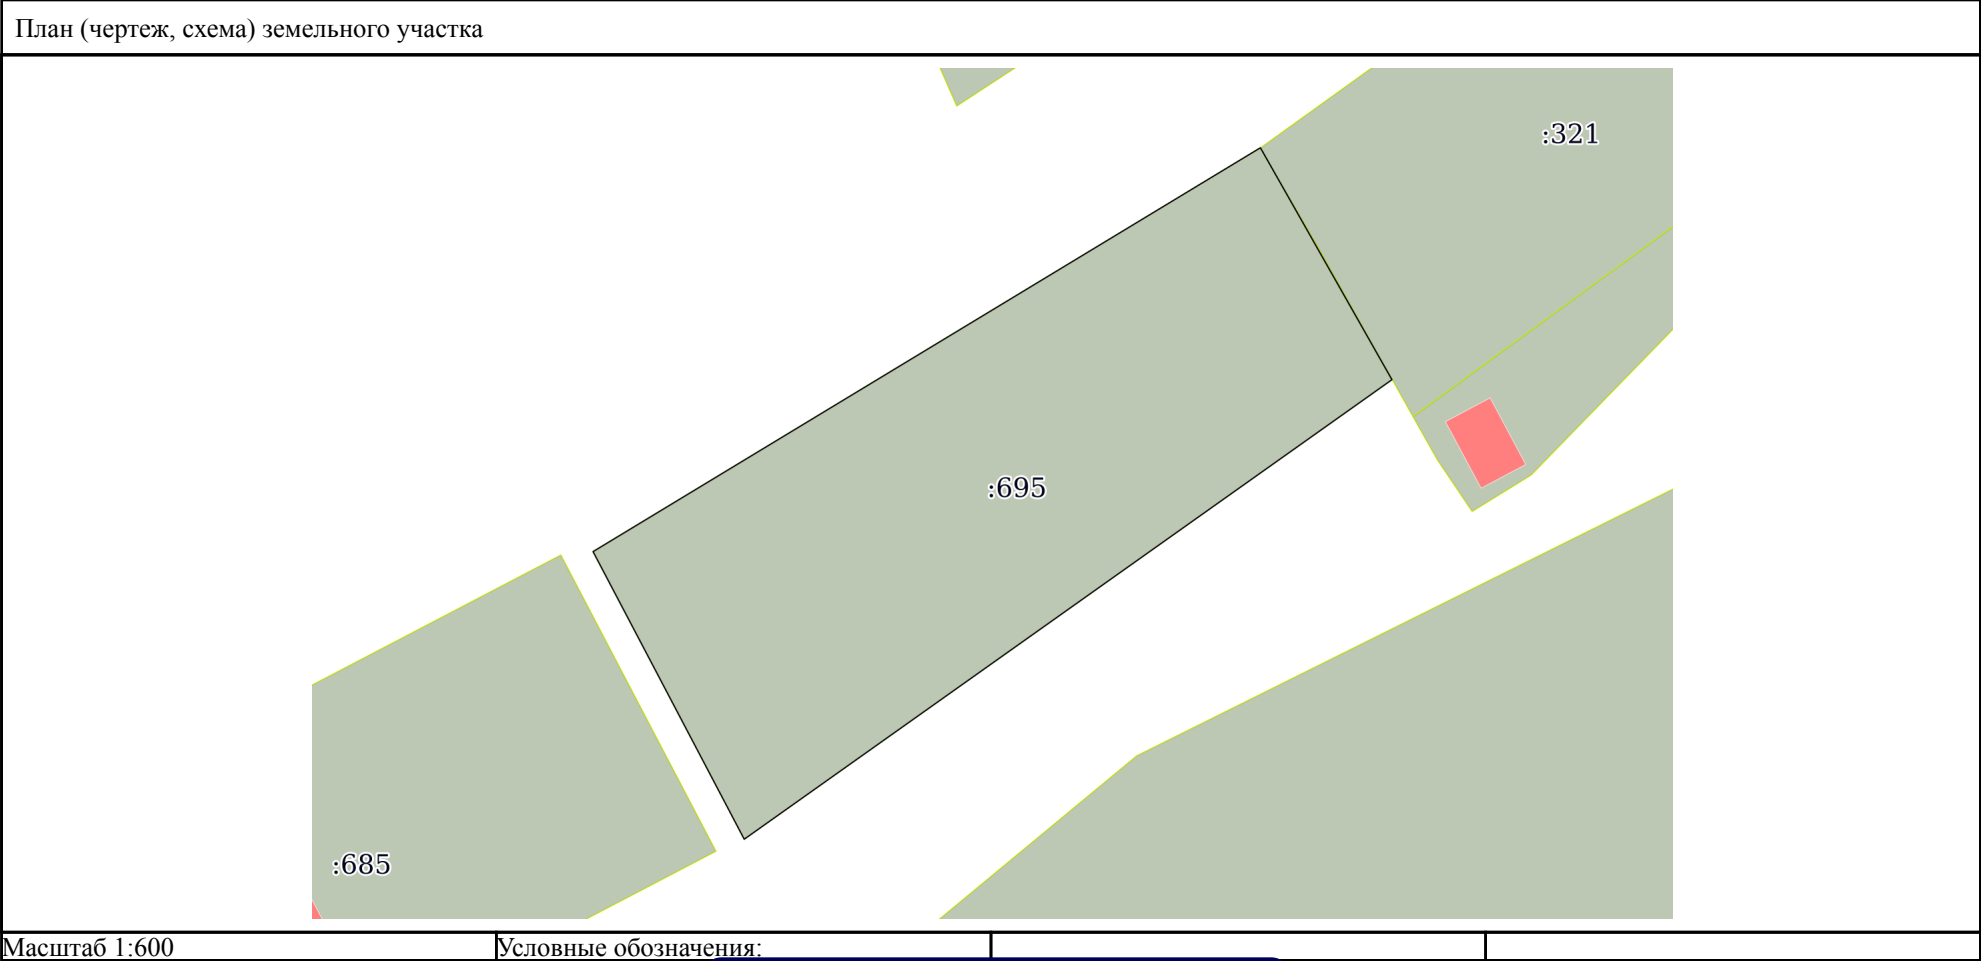 План (чертеж, схема) земельного участка
:321
:695
:685
Масштаб 1:600
Условные обозначения: